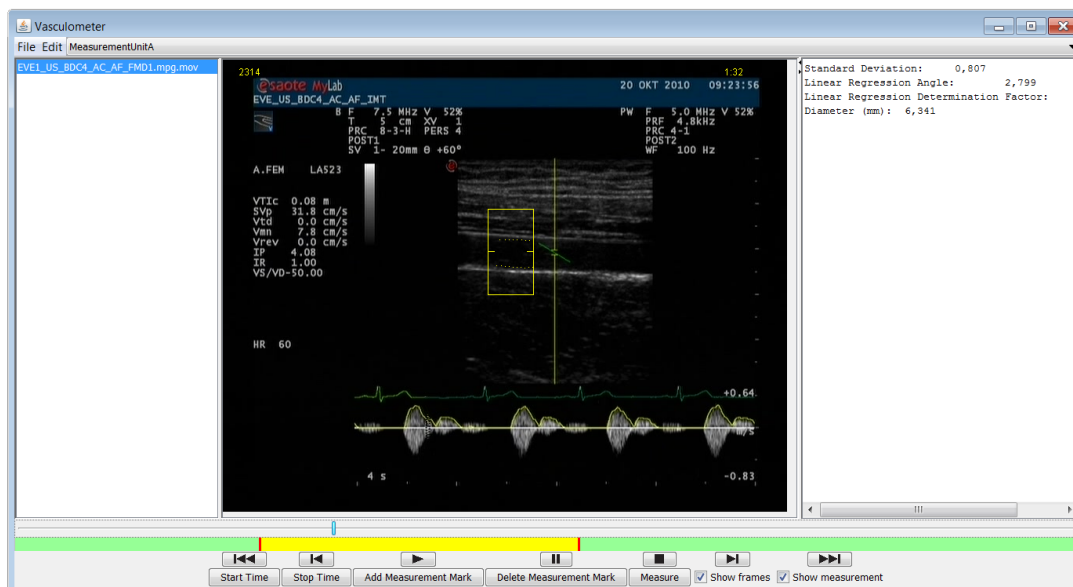 Vasculometer
File Edit MeasurementUnitA
EVE1_US_BDC4_AC_AF_FMD1.mpg.mov
2314 1:32
esaote MyLab 20 OKT 2010 09:23:56
EVE_US_BDC4_AC_AF_IMT
B F 7.5 MHz V 52% PW F 5.0 MHz V 52%
T 5 cm XV 1 PRF 4.8kHz
PRC 8-3-H PERS 4 PRC 4-1
POST1 POST2
SV 1- 20mm θ +60° WF 100 Hz
A.FEM LA523
VTIc 0.08 m
SVp 31.8 cm/s
Vtd 0.0 cm/s
Vmn 7.8 cm/s
Vrev 0.0 cm/s
IP 4.08
IR 1.00
VS/VD-50.00
HR 60
+0.64
m/s
4 s -0.83
Standard Deviation: 0,807
Linear Regression Angle: 2,799
Linear Regression Determination Factor:
Diameter (mm): 6,341
Start Time Stop Time Add Measurement Mark Delete Measurement Mark Measure Show frames Show measurement